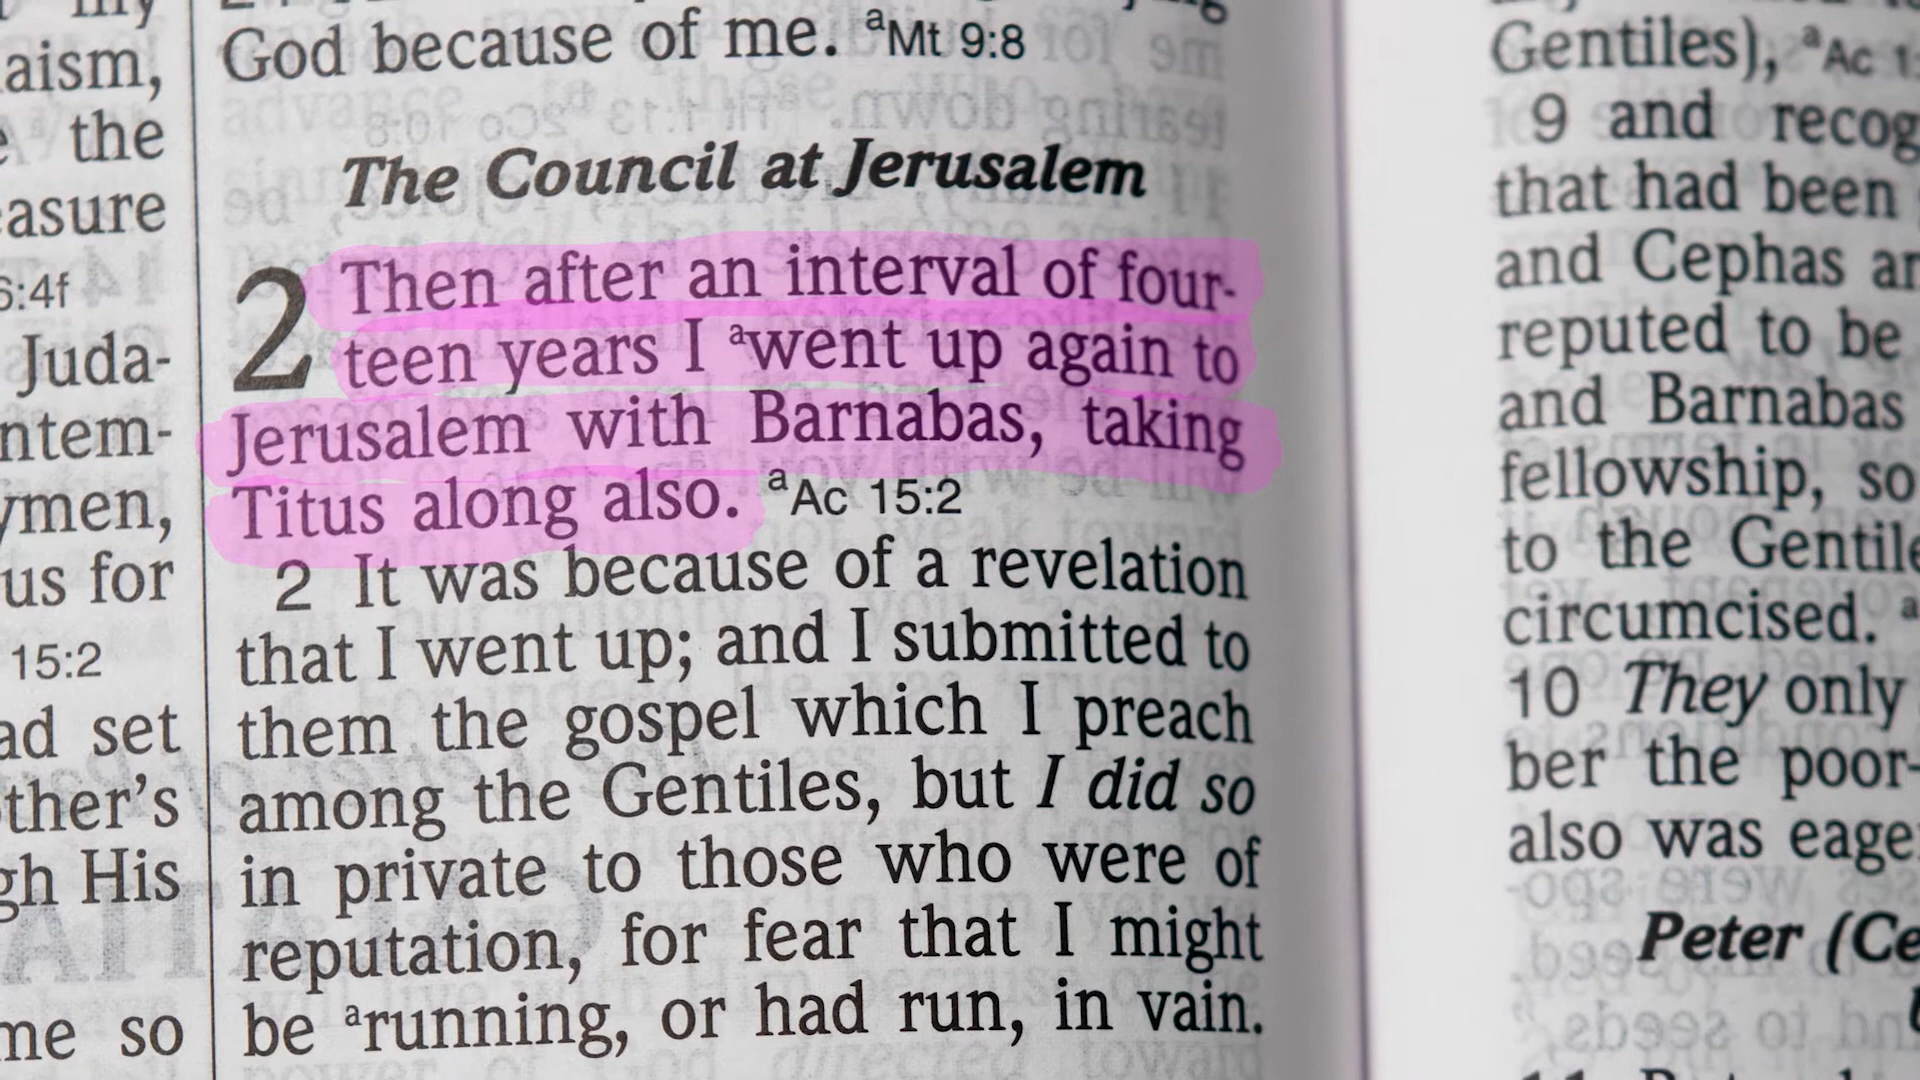 aism,
the
easure
6:4f
Juda-
ntem-
ymen,
us for
15:2
ad set
ther's
gh His
me so
God because of me. aMt 9:8
The Council at Jerusalem
2 Then after an interval of four-
teen years I awent up again to
Jerusalem with Barnabas, taking
Titus along also. aAc 15:2
2 It was because of a revelation
that I went up; and I submitted to
them the gospel which I preach
among the Gentiles, but I did so
in private to those who were of
reputation, for fear that I might
be arunning, or had run, in vain.
Gentiles), aAc
9 and recog
that had been
and Cephas
reputed to be
and Barnabas
fellowship, so
to the Gentile
circumcised. a
10 They only
ber the poor-
also was eage
Peter (Ce